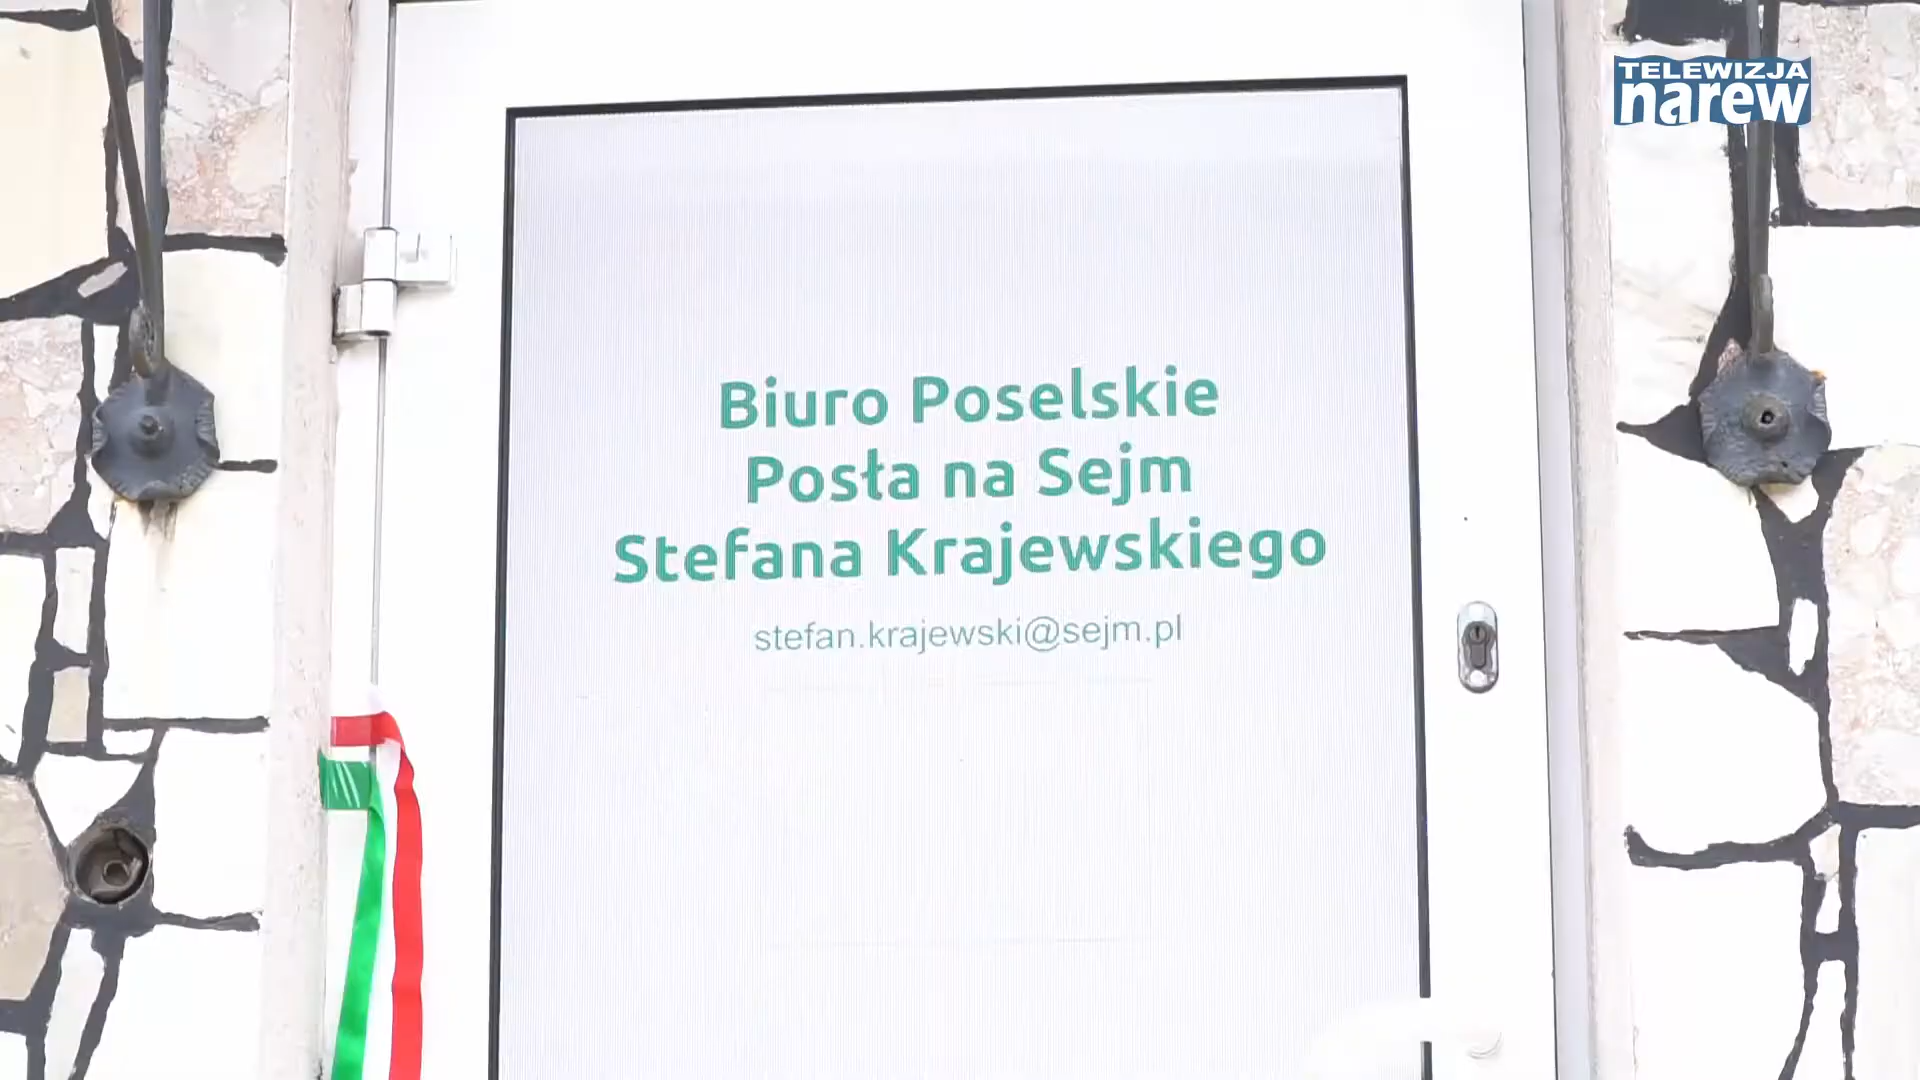 TELEWIZJA
narew
Biuro Poselskie
Posła na Sejm
Stefana Krajewskiego
stefan.krajewski@sejm.pl